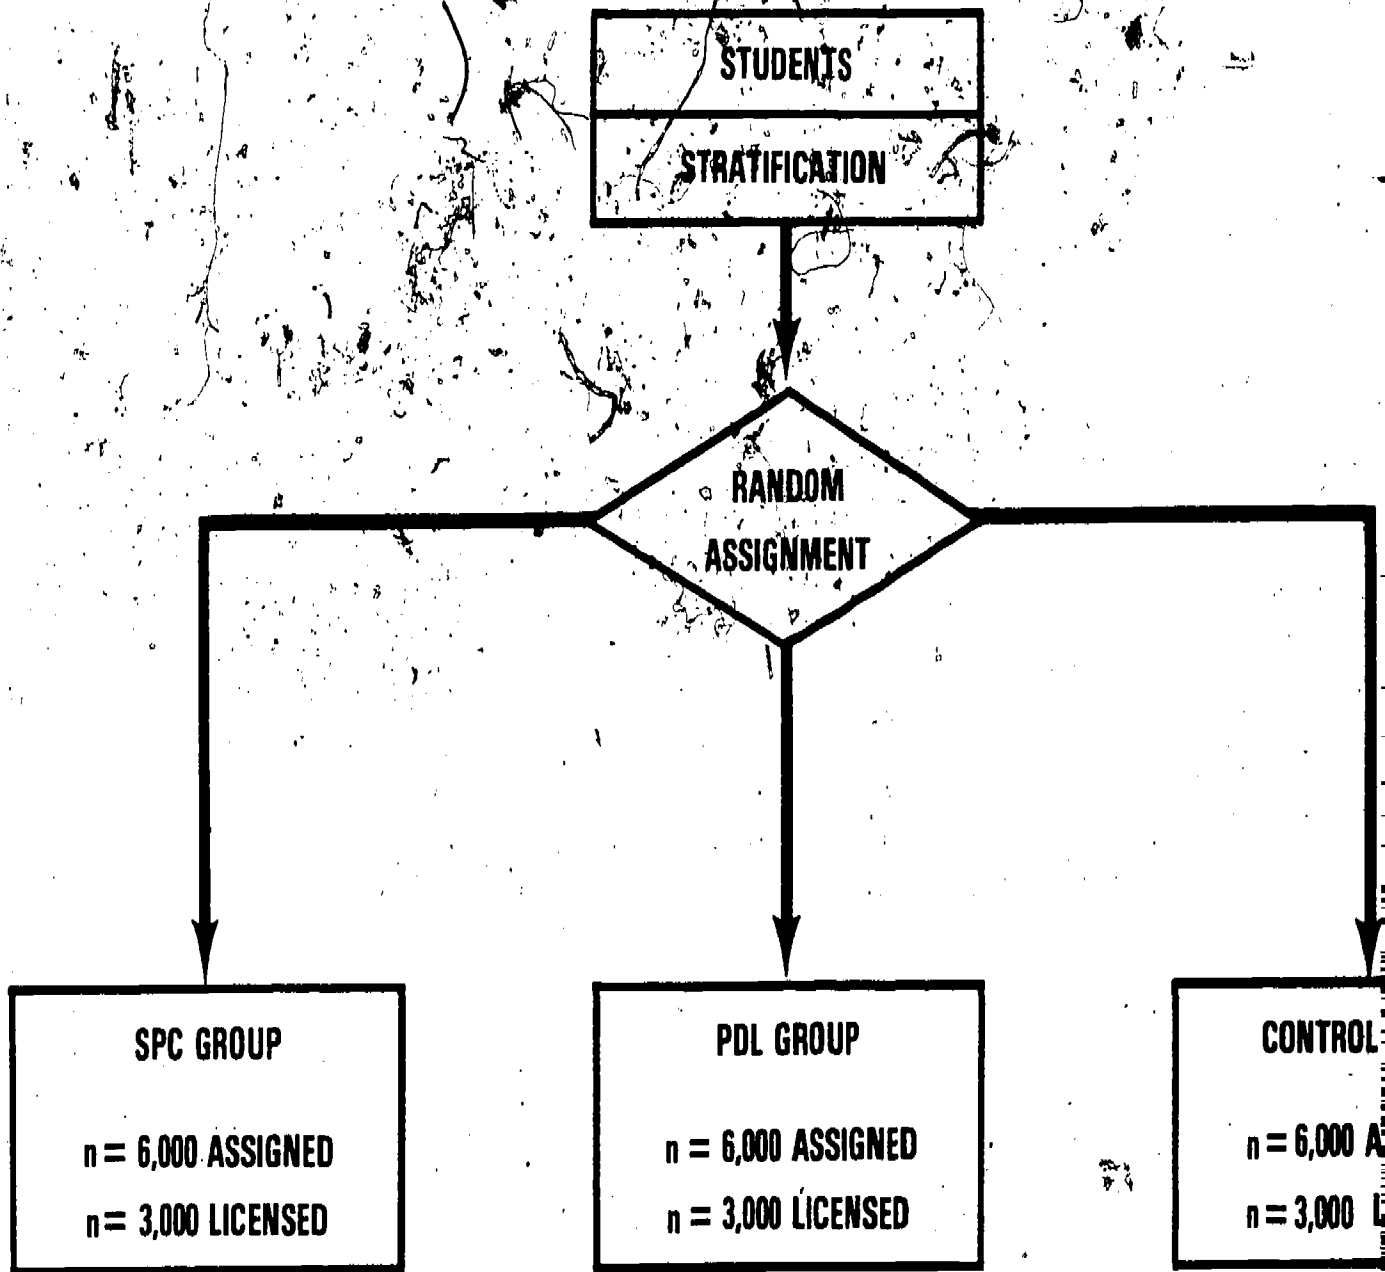 STUDENTS
STRATIFICATION
RANDOM
ASSIGNMENT
SPC GROUP
n = 6,000 ASSIGNED
n = 3,000 LICENSED
PDL GROUP
n = 6,000 ASSIGNED
n = 3,000 LICENSED
CONTROL
n = 6,000
n = 3,000